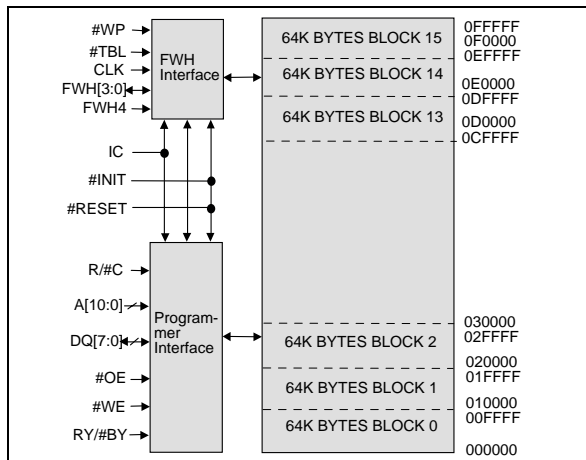 #WP
#TBL
CLK
FWH[3:0]
FWH4
FWH
Interface
IC
#INIT
#RESET
R/#C
A[10:0]
DQ[7:0]
#OE
#WE
RY/#BY
Program-
mer
Interface
64K BYTES BLOCK 15
64K BYTES BLOCK 14
64K BYTES BLOCK 13
64K BYTES BLOCK 2
64K BYTES BLOCK 1
64K BYTES BLOCK 0
0FFFFF
0F0000
0EFFFF
0E0000
0DFFFF
0D0000
0CFFFF
030000
02FFFF
020000
01FFFF
010000
00FFFF
000000